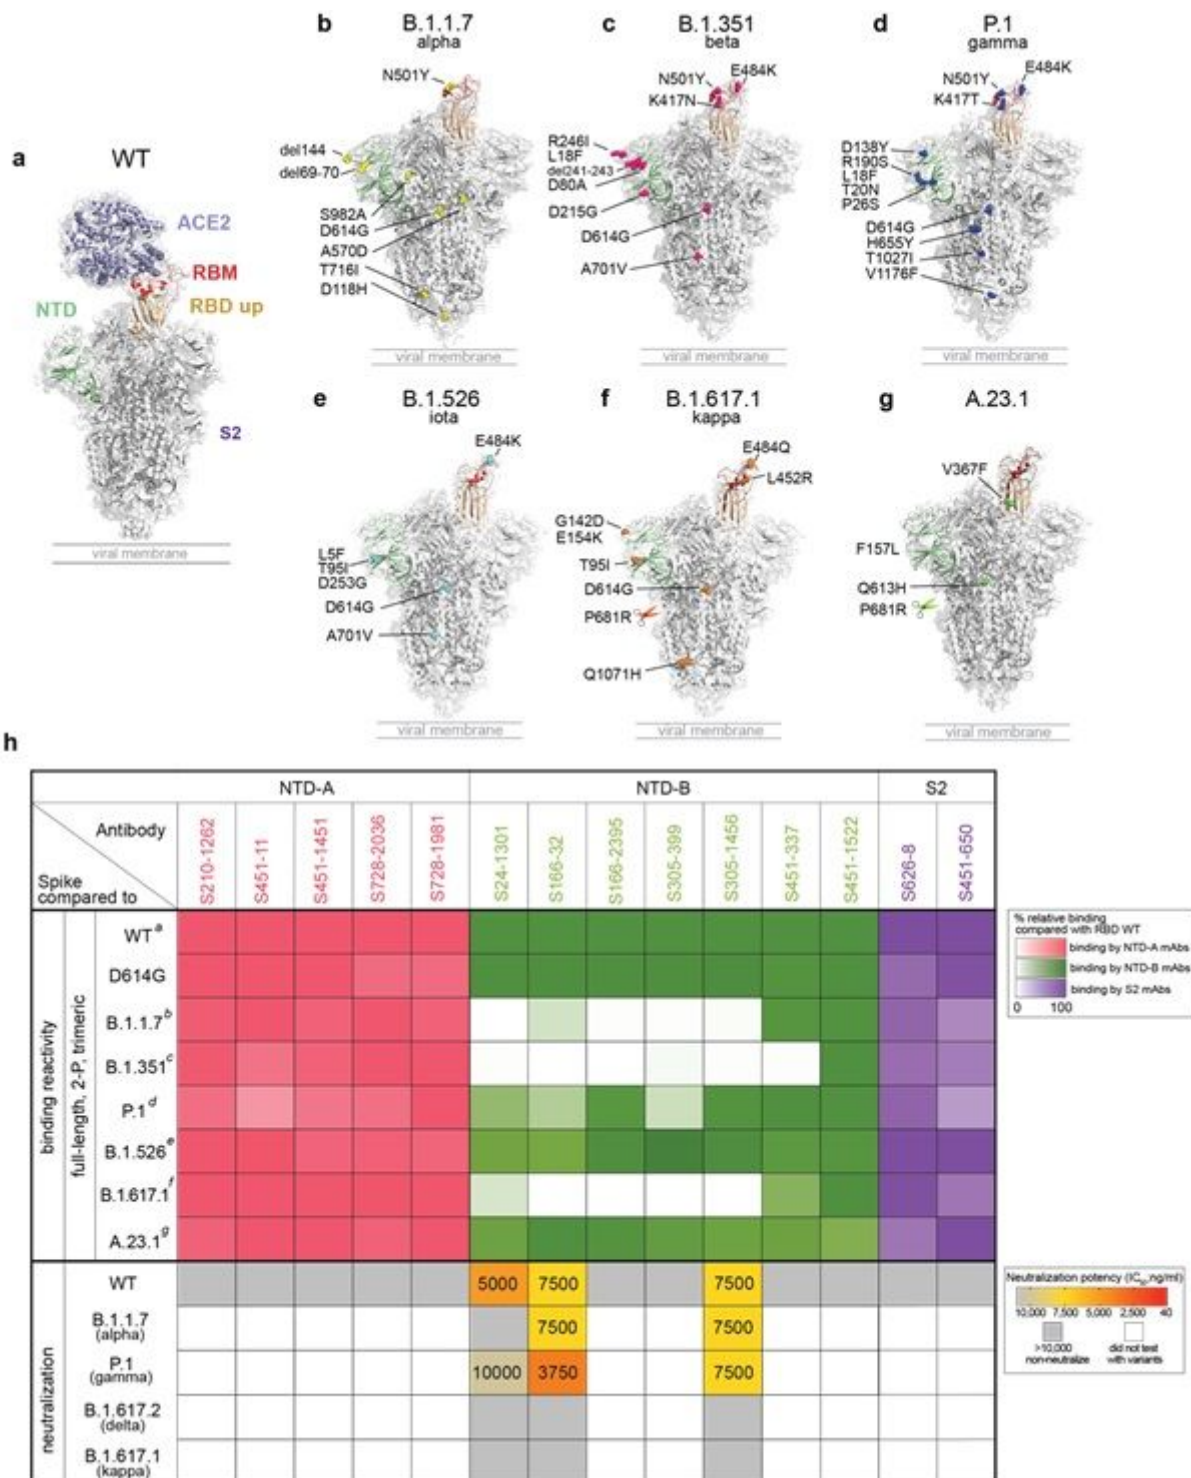 a
WT
ACE2
RBM
RBD up
NTD
S2
viral membrane
b
B.1.1.7
alpha
N501Y
del144
del69-70
S982A
D614G
A570D
T716I
D118H
viral membrane
c
B.1.351
beta
N501Y
E484K
K417N
R246I
L18F
del241-243
D80A
D215G
D614G
A701V
viral membrane
d
P.1
gamma
N501Y
E484K
K417T
D138Y
R190S
L18F
T20N
P26S
D614G
H655Y
T1027I
V1176F
viral membrane
e
B.1.526
iota
E484K
L5F
T95I
D253G
D614G
A701V
viral membrane
f
B.1.617.1
kappa
E484Q
L452R
G142D
E154K
T95I
D614G
P681R
Q1071H
viral membrane
g
A.23.1
V367F
F157L
Q613H
P681R
viral membrane
h
NTD-A NTD-B S2
Antibody
Spike
compared to
S210-1262 S451-11 S451-1451 S728-2036 S728-1981 S24-1301 S166-32 S166-2395 S305-399 S305-1456 S451-337 S451-1522 S626-8 S451-650
binding reactivity
full-length, 2-P, trimeric
WT a
D614G
B.1.1.7 b
B.1.351 c
P.1 d
B.1.526 e
B.1.617.1 f
A.23.1 g
neutralization
WT 5000 7500 7500
B.1.1.7 7500 7500
(alpha)
P.1 10000 3750 7500
(gamma)
B.1.617.2
(delta)
B.1.617.1
(kappa)
% relative binding
compared with RBD WT
binding by NTD-A mAbs
binding by NTD-B mAbs
binding by S2 mAbs
0 100
Neutralization potency (IC50, ng/ml)
10,000 7,500 5,000 2,500 40
>10,000
non-neutralize
did not test
with variants